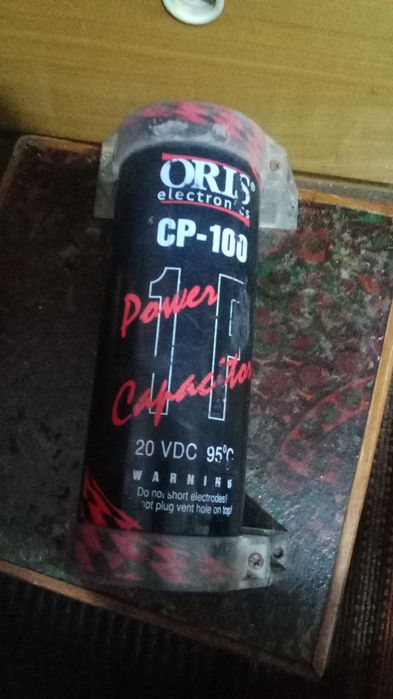 ORIS®
electronics
CP-100
1F
Power
Capacitor
20 VDC 95°C
WARNING
Do not short electrodes!
not plug vent hole on top!